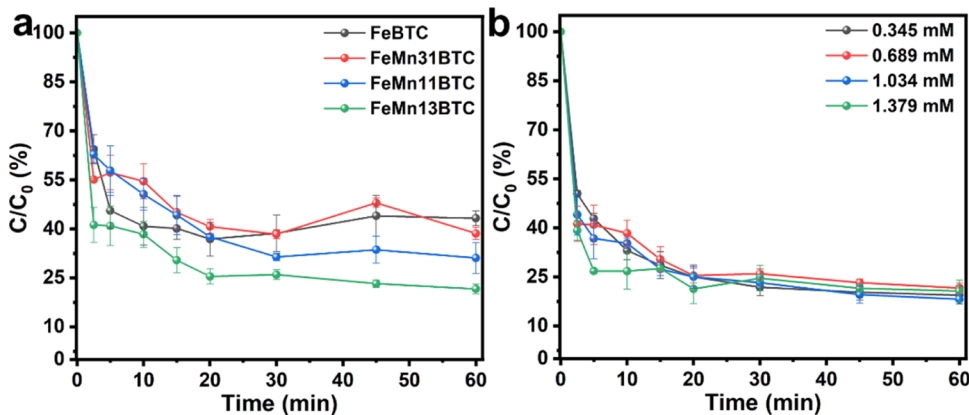 a
FeBTC
FeMn31BTC
FeMn11BTC
FeMn13BTC
C/C₀ (%)
100
85
70
55
40
25
0
0 10 20 30 40 50 60
Time (min)
b
0.345 mM
0.689 mM
1.034 mM
1.379 mM
C/C₀ (%)
100
85
70
55
40
25
0
0 10 20 30 40 50 60
Time (min)